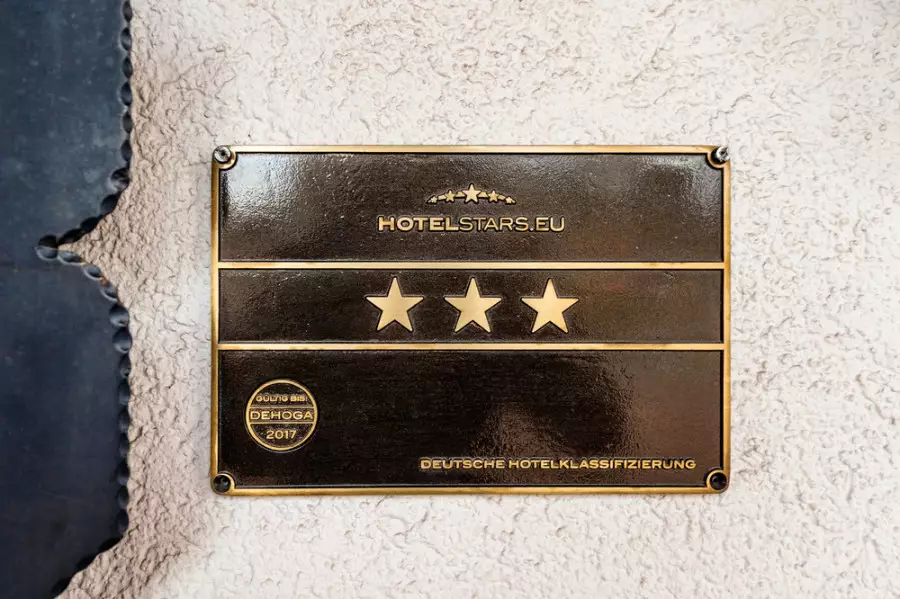 HOTELSTARS.EU
GÜLTIG BIS:
DEHOGA
2017
DEUTSCHE HOTELKLASSIFIZIERUNG